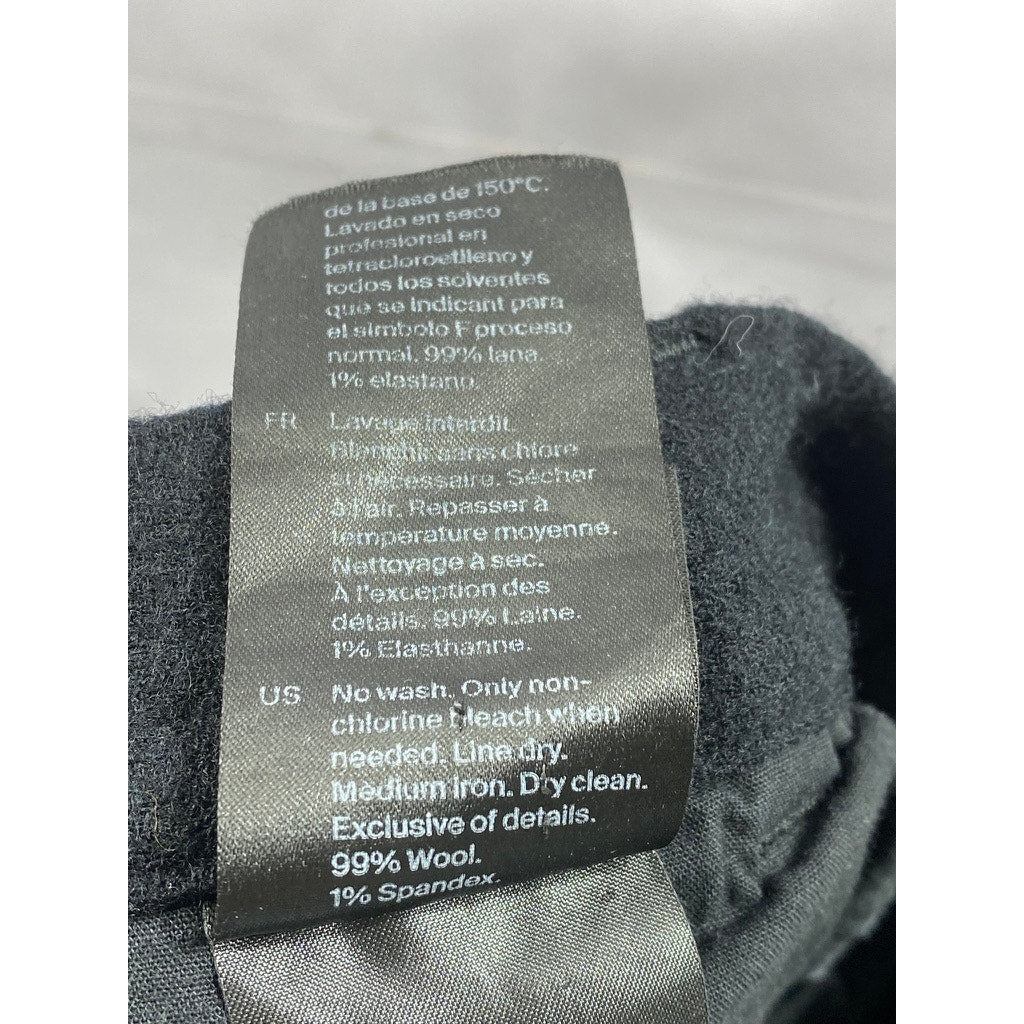 de la base de 150°C.
Lavado en seco
profesional en
tetracloroetileno y
todos los solventes
que se indicant para
el simbolo F proceso
normal. 99% lana.
1% elastano.
FR Lavage interdit.
Blanchir sans chlore
si nécessaire. Sécher
à l'air. Repasser à
température moyenne.
Nettoyage à sec.
À l'exception des
détails. 99% Laine.
1% Elasthanne.
US No wash. Only non-
chlorine bleach when
needed. Line dry.
Medium iron. Dry clean.
Exclusive of details.
99% Wool.
1% Spandex.